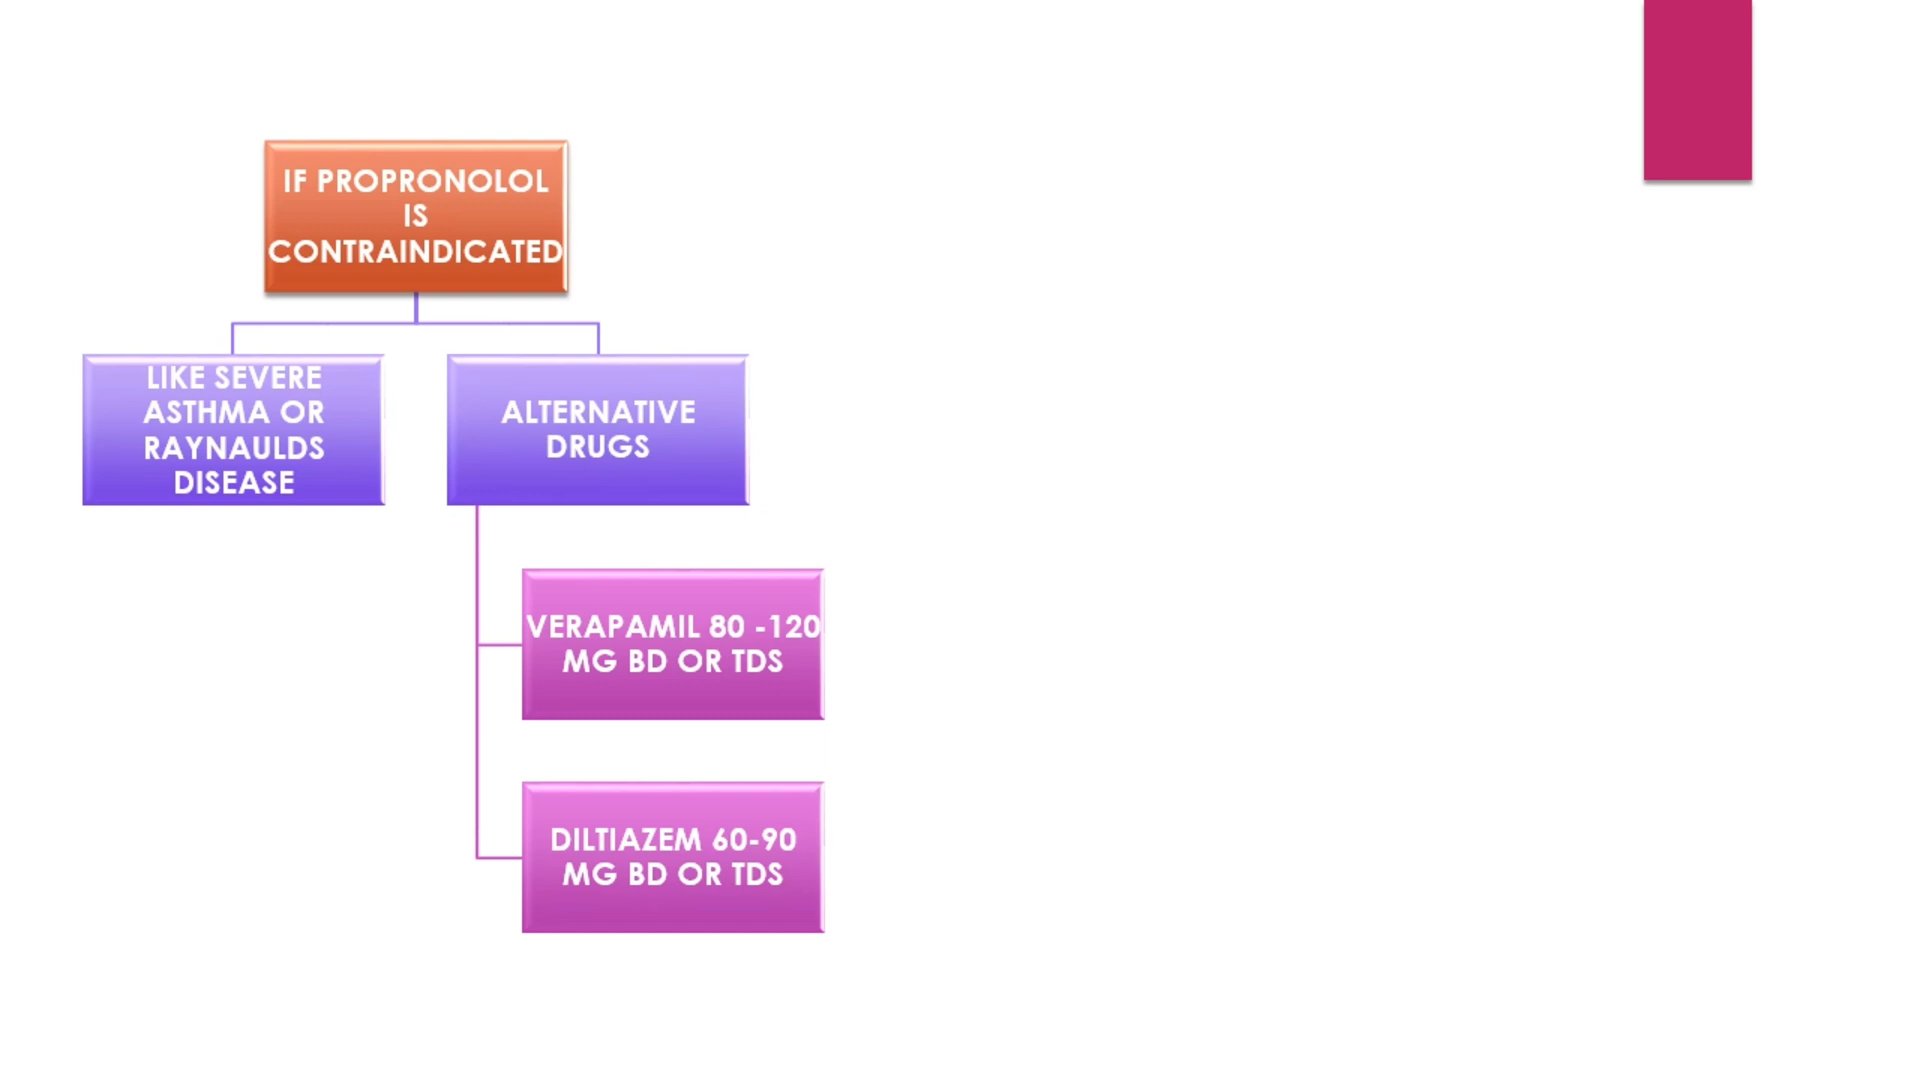 IF PROPRONOLOL
IS
CONTRAINDICATED
LIKE SEVERE
ASTHMA OR
RAYNAULDS
DISEASE
ALTERNATIVE
DRUGS
VERAPAMIL 80 -120
MG BD OR TDS
DILTIAZEM 60-90
MG BD OR TDS